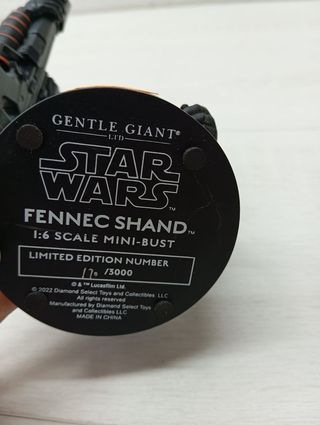 GENTLE GIANT®
LTD
STAR
WARS™
FENNEC SHAND™
1:6 SCALE MINI-BUST
LIMITED EDITION NUMBER
/3000
® & ™ Lucasfilm Ltd.
© 2022 Diamond Select Toys and Collectibles LLC
All rights reserved
Manufactured by Diamond Select Toys
and Collectibles LLC
MADE IN CHINA